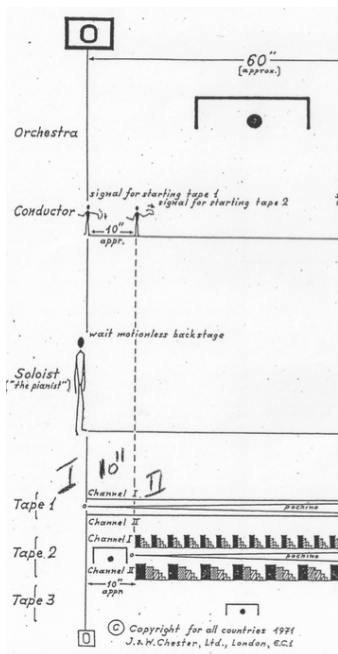 0
60"
[approx.]
Orchestra
signal for starting tape 1
signal for starting tape 2
Conductor
10"
appr.
wait motionless backstage
Soloist
("the pianist")
I 10" II
Channel I
Tape 1
pochino
Channel II
Channel I
Tape 2
pochino
Channel II
10"
appr.
Tape 3
0
© Copyright for all countries 1971
J. & W. Chester, Ltd., London, E.C.1